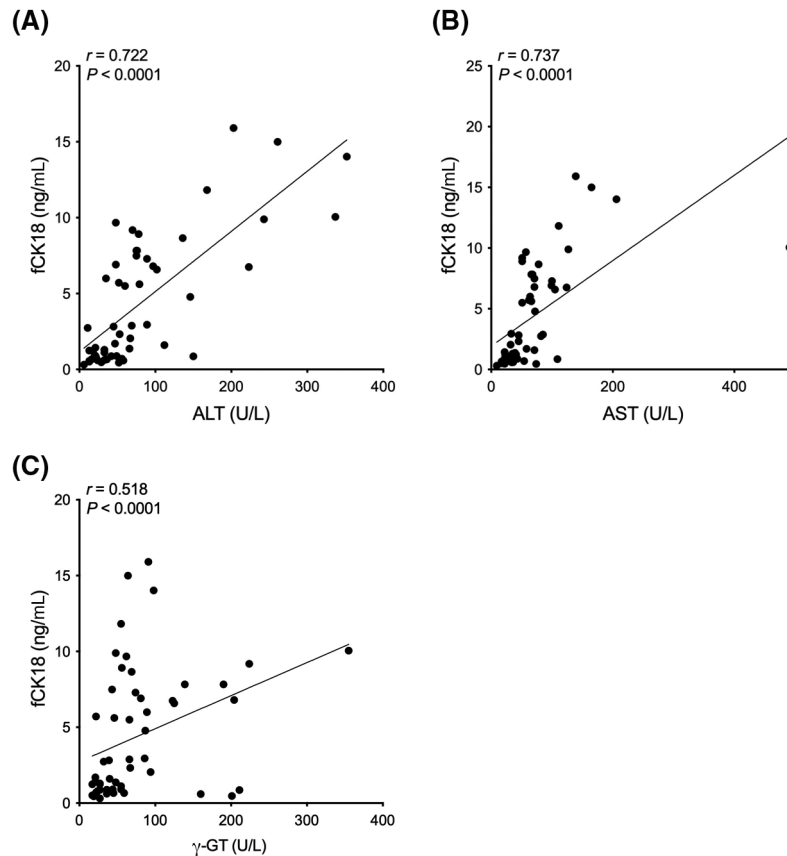 (A)
r = 0.722
P < 0.0001
20
15
10
5
0
0 100 200 300 400
fCK18 (ng/mL)
ALT (U/L)
(B)
r = 0.737
P < 0.0001
25
20
15
10
5
0
0 200 400
fCK18 (ng/mL)
AST (U/L)
(C)
r = 0.518
P < 0.0001
20
15
10
5
0
0 100 200 300 400
fCK18 (ng/mL)
γ-GT (U/L)